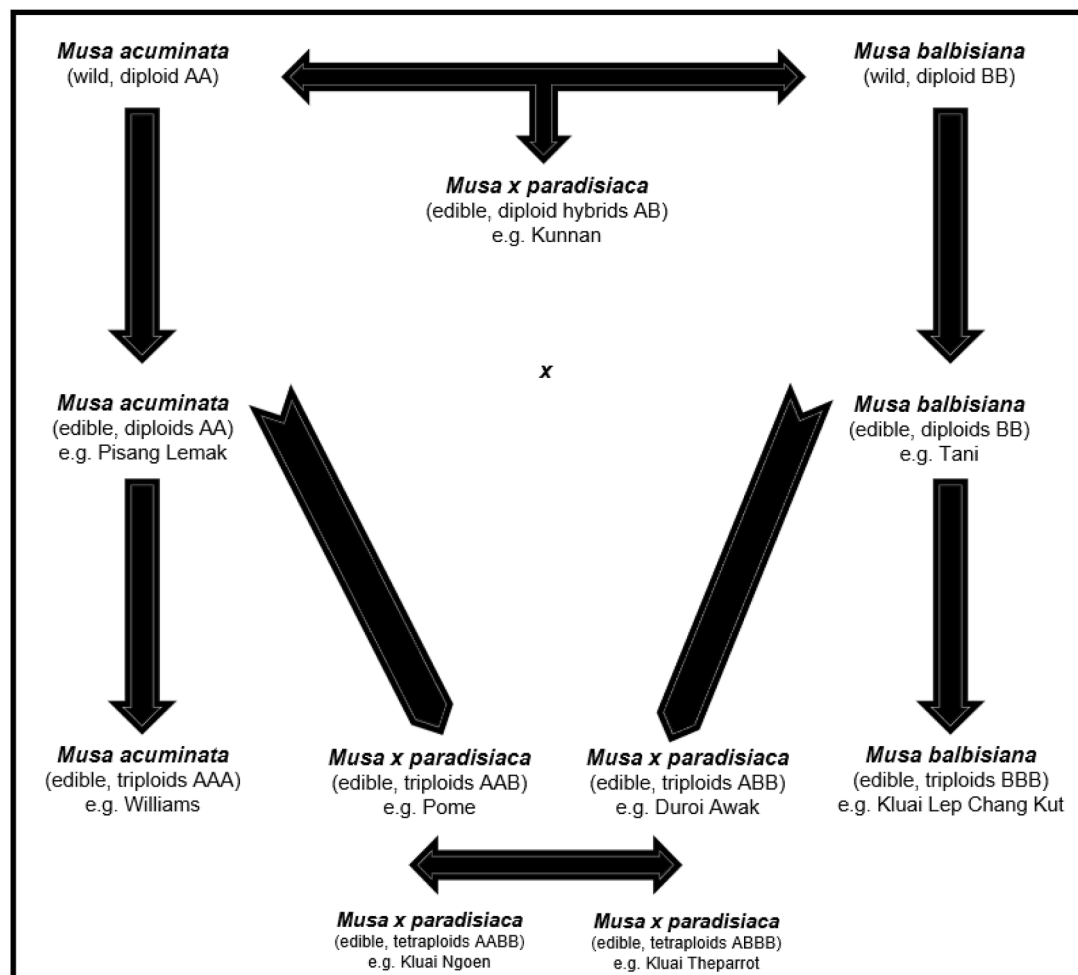 Musa acuminata
(wild, diploid AA)
Musa balbisiana
(wild, diploid BB)
Musa x paradisiaca
(edible, diploid hybrids AB)
e.g. Kunnan
x
Musa acuminata
(edible, diploids AA)
e.g. Pisang Lemak
Musa balbisiana
(edible, diploids BB)
e.g. Tani
Musa acuminata
(edible, triploids AAA)
e.g. Williams
Musa x paradisiaca
(edible, triploids AAB)
e.g. Pome
Musa x paradisiaca
(edible, triploids ABB)
e.g. Duroi Awak
Musa balbisiana
(edible, triploids BBB)
e.g. Kluai Lep Chang Kut
Musa x paradisiaca
(edible, tetraploids AABB)
e.g. Kluai Ngoen
Musa x paradisiaca
(edible, tetraploids ABBB)
e.g. Kluai Theparrot